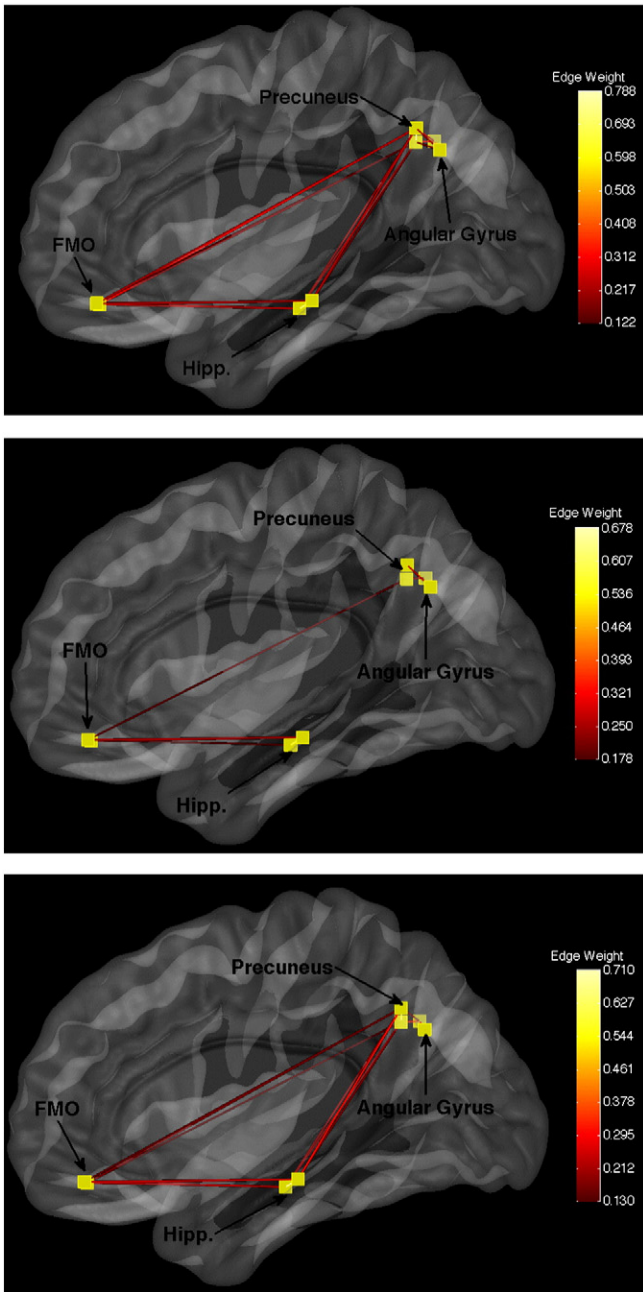 Edge Weight
0.788
Precuneus
0.693
0.598
0.503
Angular Gyrus
0.408
FMO
0.312
0.217
0.122
Hipp.
Edge Weight
0.678
Precuneus
0.607
0.536
0.464
0.393
FMO
Angular Gyrus
0.321
0.250
0.178
Hipp.
Edge Weight
Precuneus
0.710
0.627
0.544
0.461
0.378
FMO
Angular Gyrus
0.295
0.212
0.130
Hipp.